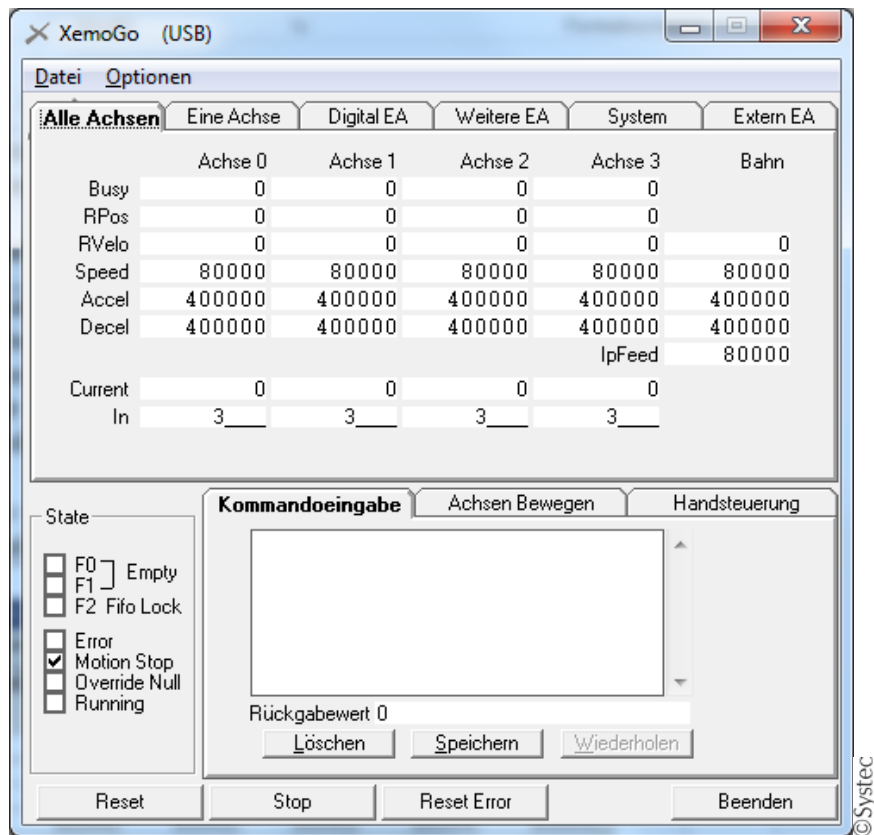 XemoGo (USB)
Datei Optionen
Alle Achsen Eine Achse Digital EA Weitere EA System Extern EA
Achse 0 Achse 1 Achse 2 Achse 3 Bahn
Busy 0 0 0 0
RPos 0 0 0 0
RVelo 0 0 0 0 0
Speed 80000 80000 80000 80000 80000
Accel 400000 400000 400000 400000 400000
Decel 400000 400000 400000 400000 400000
IpFeed 80000
Current 0 0 0 0
In 3____ 3____ 3____ 3____
State
F0
F1 Empty
F2 Fifo Lock
Error
Motion Stop
Override Null
Running
Kommandoeingabe Achsen Bewegen Handsteuerung
Rückgabewert 0
Löschen Speichern Wiederholen
Reset Stop Reset Error Beenden
©Systec